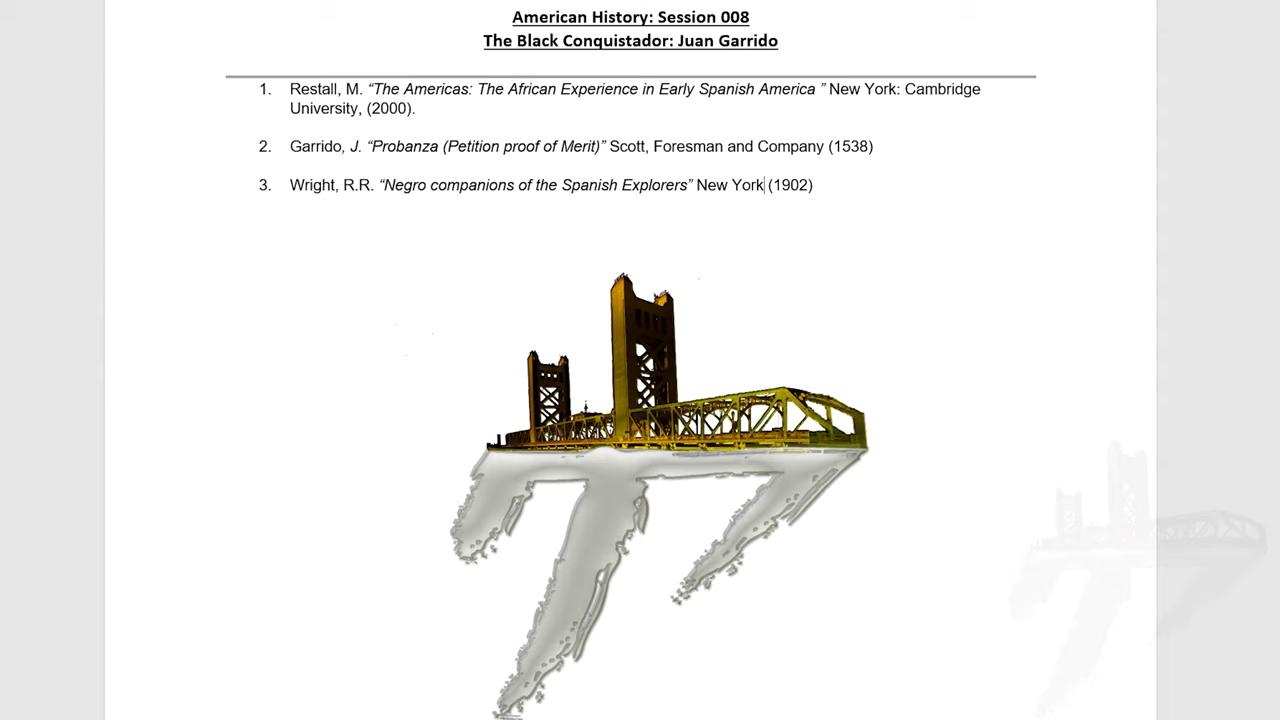 American History: Session 008
The Black Conquistador: Juan Garrido
1. Restall, M. “The Americas: The African Experience in Early Spanish America ” New York: Cambridge
University, (2000).
2. Garrido, J. “Probanza (Petition proof of Merit)” Scott, Foresman and Company (1538)
3. Wright, R.R. “Negro companions of the Spanish Explorers” New York (1902)